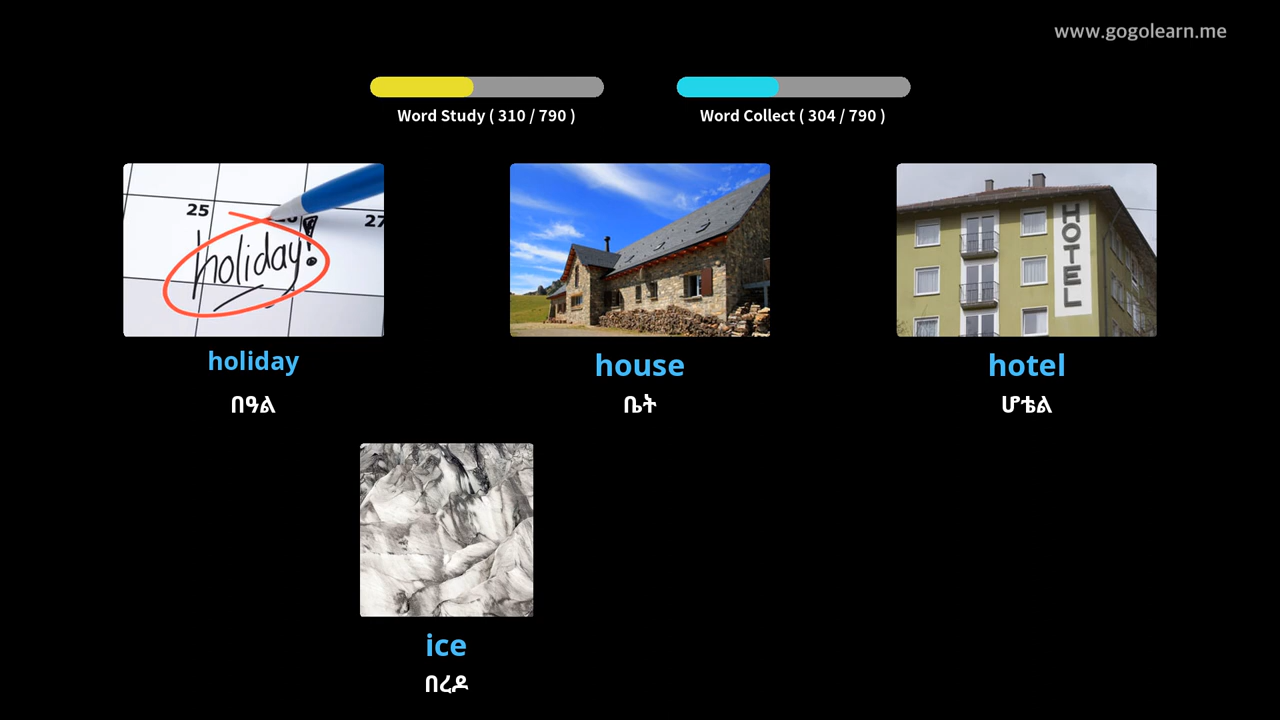 www.gogolearn.me
Word Study ( 310 / 790 )
Word Collect ( 304 / 790 )
25
27
holiday!
HOTEL
holiday
house
hotel
በዓል
ቤት
ሆቴል
ice
በረዶ